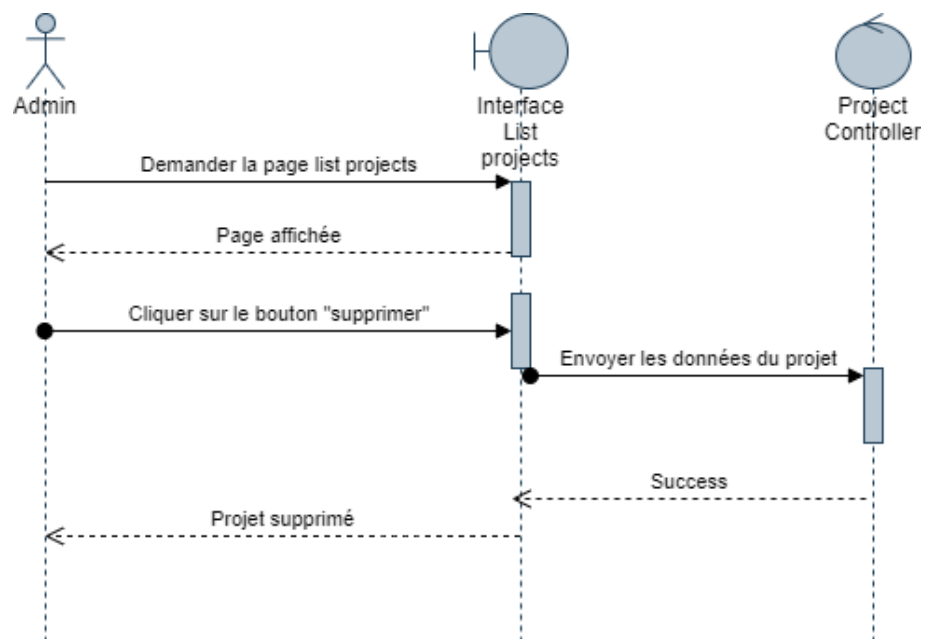 Admin
Interface
List
projects
Project
Controller
Demander la page list projects
Page affichée
Cliquer sur le bouton "supprimer"
Envoyer les données du projet
Success
Projet supprimé